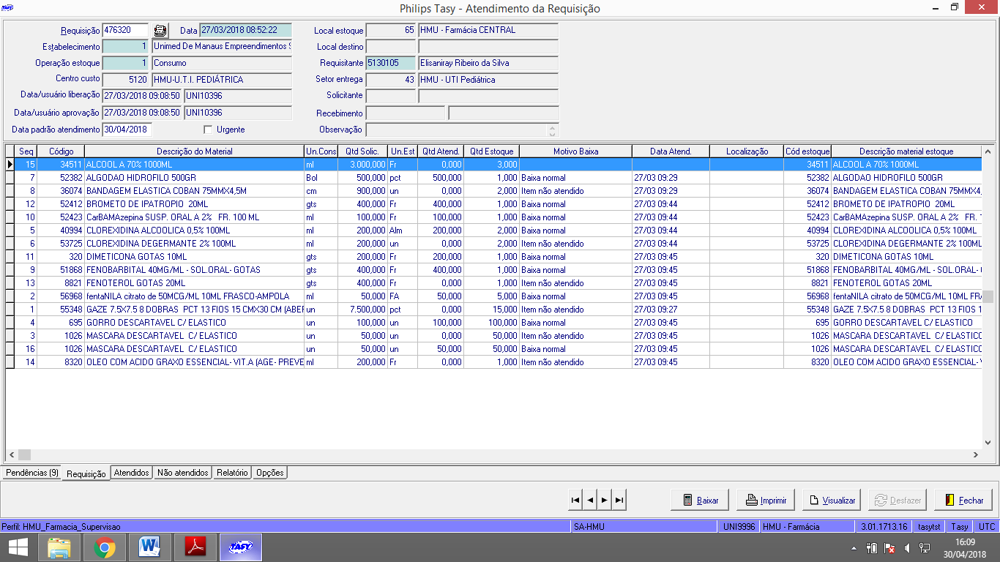 TASY Philips Tasy - Atendimento da Requisição
Requisição 476320 Data 27/03/2018 08:52:22 Local estoque 65 HMU - Farmácia CENTRAL
Estabelecimento 1 Unimed De Manaus Empreendimentos S Local destino
Operação estoque 1 Consumo Requisitante 5130105 Elisaniray Ribeiro da Silva
Centro custo 5120 HMU-U.T.I. PEDIÁTRICA Setor entrega 43 HMU - UTI Pediátrica
Data/usuário liberação 27/03/2018 09:08:50 UNI10396 Solicitante
Data/usuário aprovação 27/03/2018 09:08:50 UNI10396 Recebimento
Data padrão atendimento 30/04/2018 Urgente Observação
Seq Código Descrição do Material Un.Cons Qtd Solic. Un.Est Qtd Atend. Qtd Estoque Motivo Baixa Data Atend. Localização Cód estoque Descrição material estoque
15 34511 ALCOOL A 70% 1000ML ml 3.000,000 Fr 0,000 3,000 34511 ALCOOL A 70% 1000ML
7 52382 ALGODAO HIDROFILO 500GR Bol 500,000 pct 500,000 1,000 Baixa normal 27/03 09:29 52382 ALGODAO HIDROFILO 500GR
8 36074 BANDAGEM ELASTICA COBAN 75MMX4,5M cm 900,000 un 0,000 2,000 Item não atendido 27/03 09:29 36074 BANDAGEM ELASTICA COBAN 75MMX4,
12 52412 BROMETO DE IPATROPIO 20ML gts 400,000 Fr 400,000 1,000 Baixa normal 27/03 09:44 52412 BROMETO DE IPATROPIO 20ML
10 52423 CarBAMAzepina SUSP. ORAL A 2% FR. 100 ML ml 100,000 Fr 100,000 1,000 Baixa normal 27/03 09:44 52423 CarBAMAzepina SUSP. ORAL A 2% FR.
5 40994 CLOREXIDINA ALCOOLICA 0,5% 100ML ml 200,000 Alm 200,000 2,000 Baixa normal 27/03 09:44 40994 CLOREXIDINA ALCOOLICA 0,5% 100ML
6 53725 CLOREXIDINA DEGERMANTE 2% 100ML ml 200,000 un 0,000 2,000 Item não atendido 27/03 09:44 53725 CLOREXIDINA DEGERMANTE 2% 100ML
11 320 DIMETICONA GOTAS 10ML gts 200,000 Fr 200,000 1,000 Baixa normal 27/03 09:45 320 DIMETICONA GOTAS 10ML
9 51868 FENOBARBITAL 40MG/ML - SOL.ORAL- GOTAS gts 400,000 Fr 400,000 1,000 Baixa normal 27/03 09:45 51868 FENOBARBITAL 40MG/ML - SOL.ORAL-
13 8821 FENOTEROL GOTAS 20ML gts 400,000 Fr 0,000 1,000 Item não atendido 27/03 09:45 8821 FENOTEROL GOTAS 20ML
2 56968 fentaNILA citrato de 50MCG/ML 10ML FRASCO-AMPOLA ml 50,000 FA 50,000 5,000 Baixa normal 27/03 09:45 56968 fentaNILA citrato de 50MCG/ML 10ML FRA
1 55348 GAZE 7.5X7.5 8 DOBRAS PCT 13 FIOS 15 CMX30 CM (ABER un 7.500,000 pct 0,000 15,000 Item não atendido 27/03 09:27 55348 GAZE 7.5X7.5 8 DOBRAS PCT 13 FIOS 1
4 695 GORRO DESCARTAVEL C/ ELASTICO un 100,000 un 100,000 100,000 Baixa normal 27/03 09:45 695 GORRO DESCARTAVEL C/ ELASTICO
3 1026 MASCARA DESCARTAVEL C/ ELASTICO un 50,000 un 0,000 50,000 Item não atendido 27/03 09:45 1026 MASCARA DESCARTAVEL C/ ELASTICO
16 1026 MASCARA DESCARTAVEL C/ ELASTICO un 50,000 un 50,000 50,000 Baixa normal 27/03 09:45 1026 MASCARA DESCARTAVEL C/ ELASTICO
14 8320 OLEO COM ACIDO GRAXO ESSENCIAL- VIT.A (AGE- PREVE ml 200,000 Fr 0,000 1,000 Item não atendido 27/03 09:45 8320 OLEO COM ACIDO GRAXO ESSENCIAL-
Pendências (9) Requisição Atendidos Não atendidos Relatório Opções
Baixar Imprimir Visualizar Desfazer Fechar
Perfil: HMU_Farmacia_Supervisao SA-HMU UNI9996 HMU - Farmácia 3.01.1713.16 tasytst Tasy UTC
TASY 16:09
30/04/2018